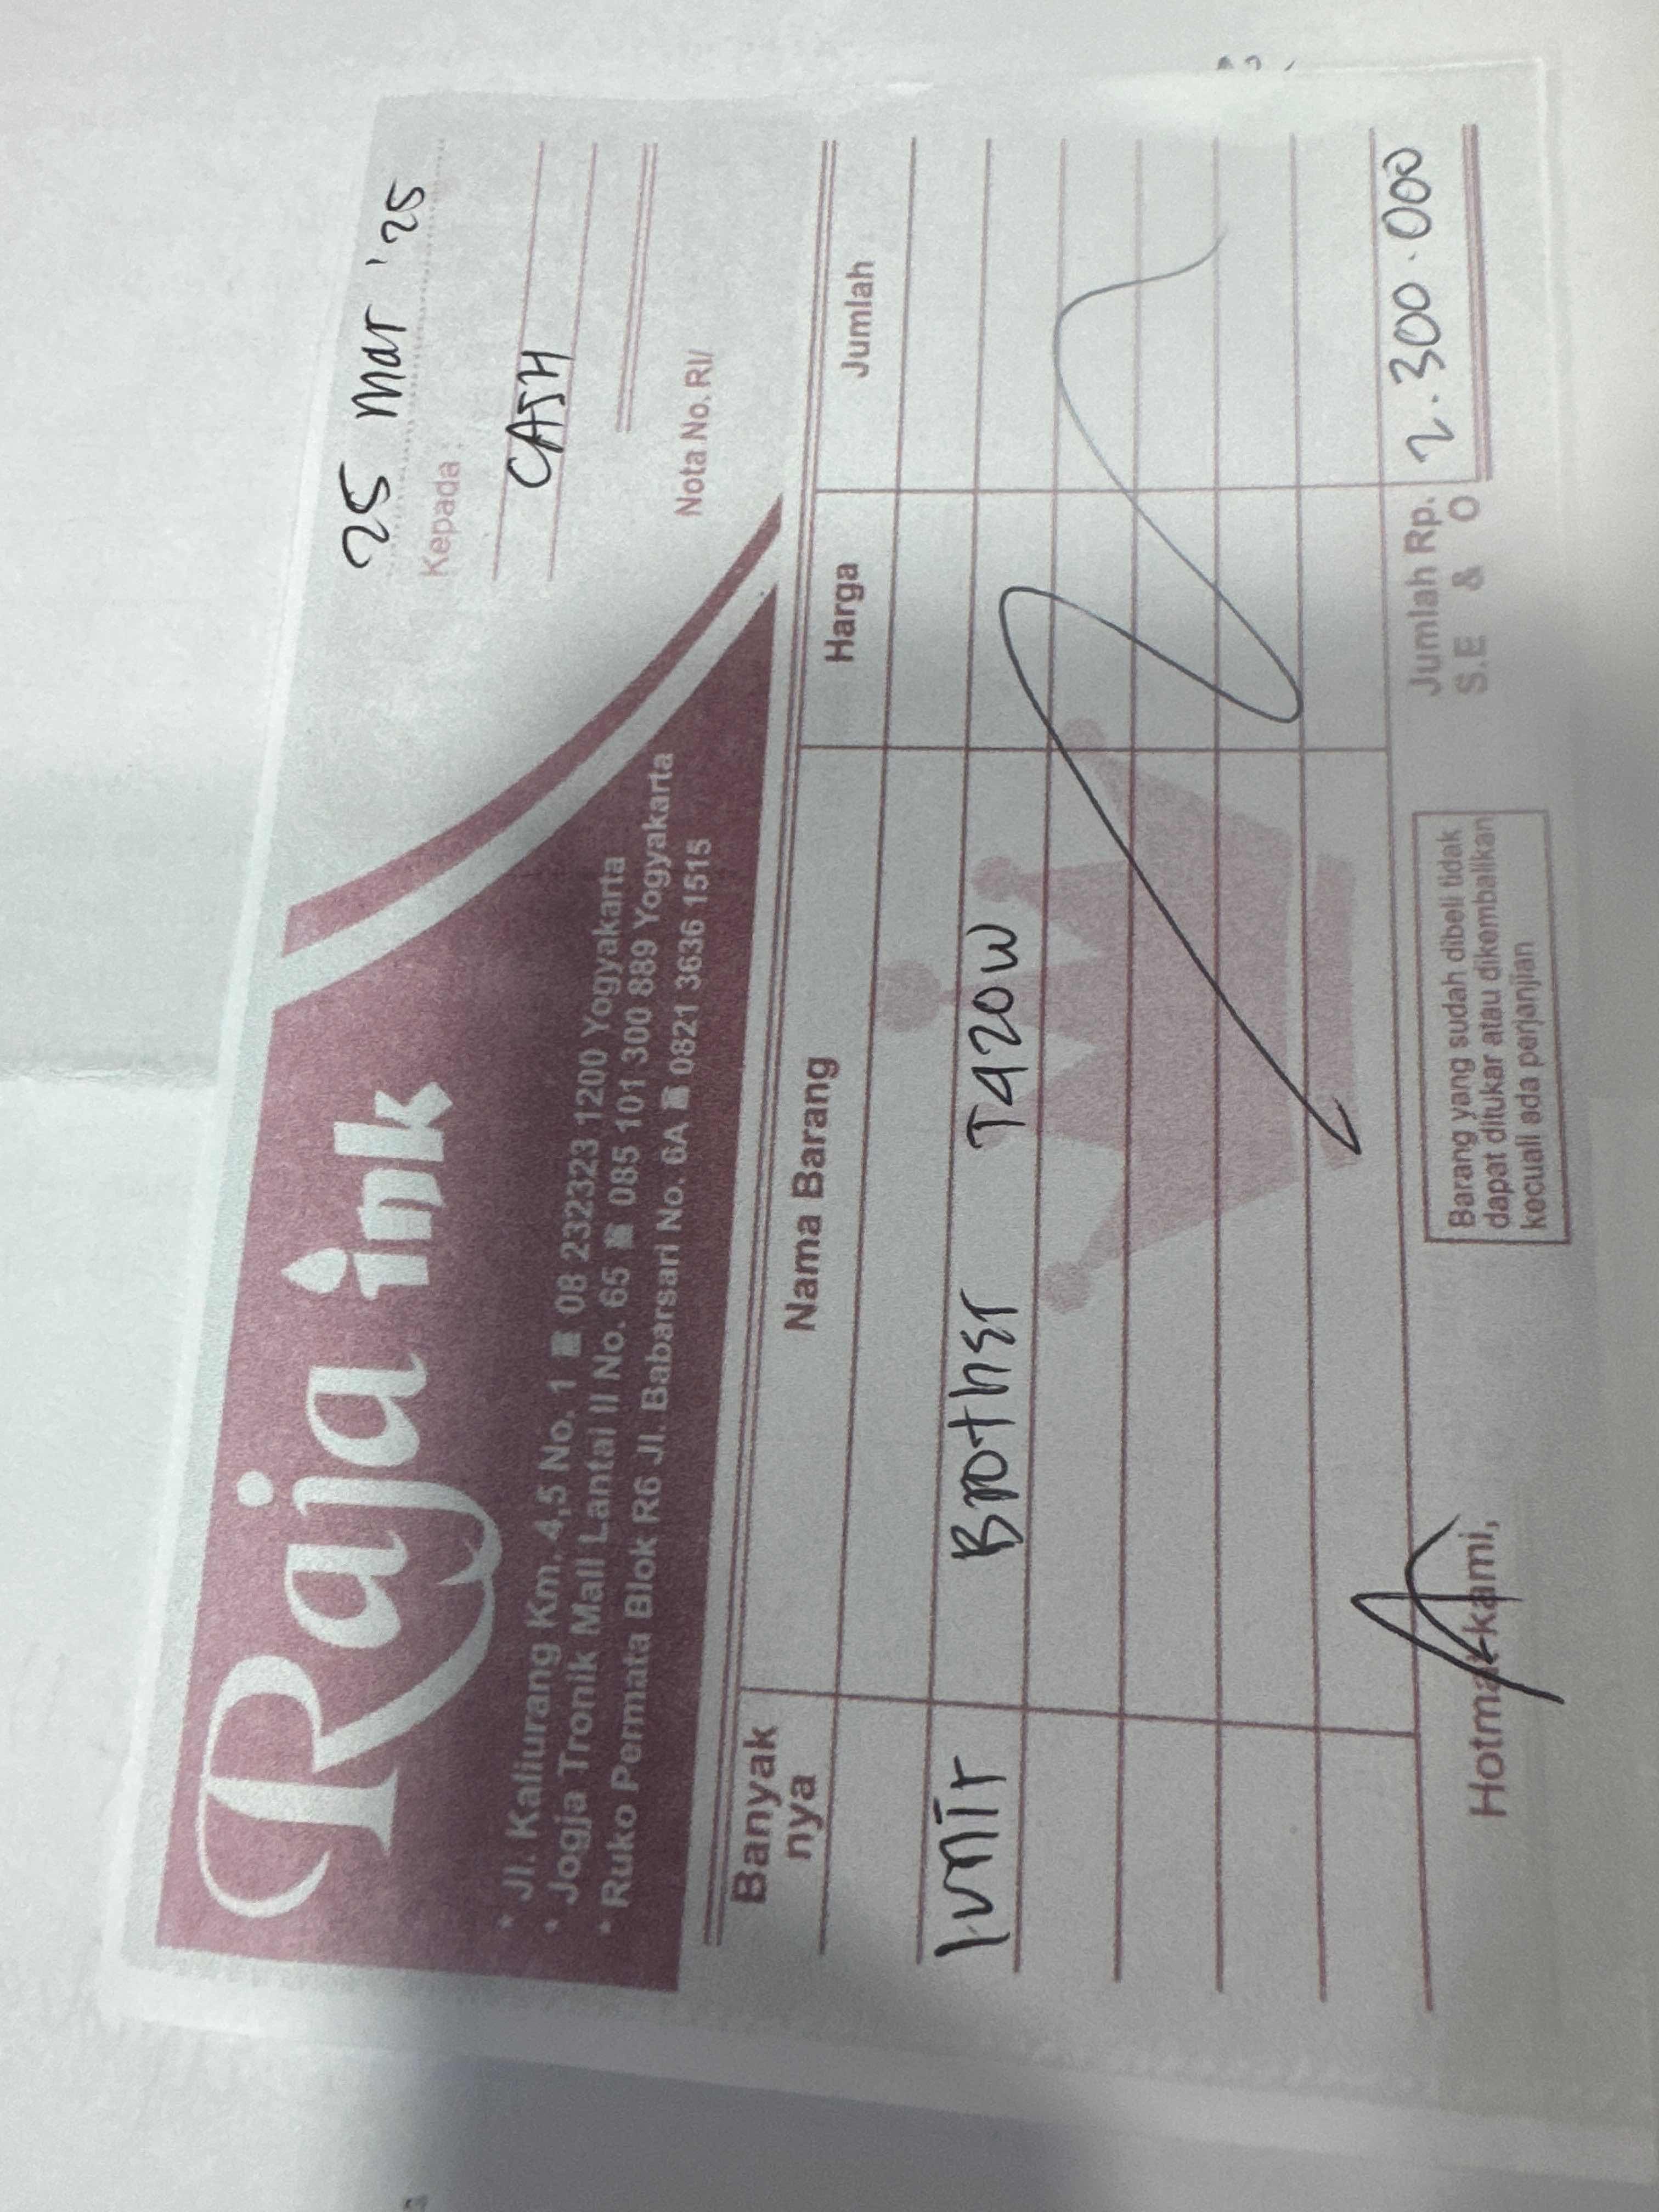 Raja ink
* Jl. Kaliurang Km. 4,5 No. 1 08 232323 1200 Yogyakarta
* Jogja Tronik Mall Lantai II No. 65 085 101 300 889 Yogyakarta
* Ruko Permata Blok R6 Jl. Babarsari No. 6A 0821 3636 1515
25 Mar '25
Kepada :
CASH
Nota No. RI/
Banyak nya Nama Barang Harga Jumlah
1 UNIT Brother T420W
Jumlah Rp. 2.300.000
S.E & O
Hotmat kami,
Barang yang sudah dibeli tidak
dapat ditukar atau dikembalikan
kecuali ada perjanjian